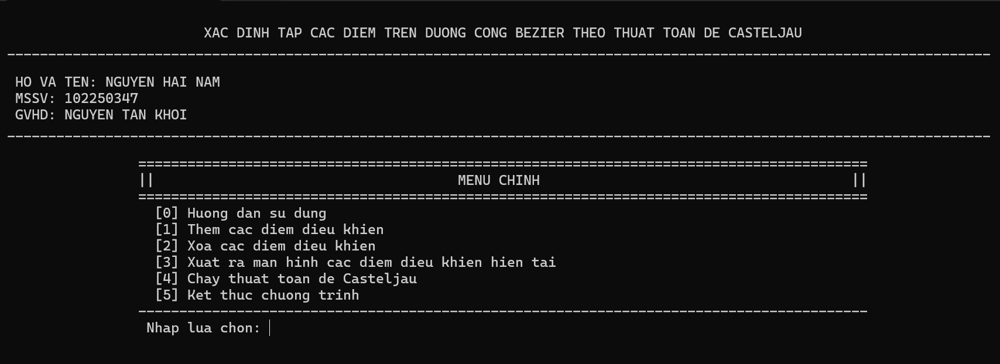 XAC DINH TAP CAC DIEM TREN DUONG CONG BEZIER THEO THUAT TOAN DE CASTELJAU
------------------------------------------------------------------------------------------------------------------------
HO VA TEN: NGUYEN HAI NAM
MSSV: 102250347
GVHD: NGUYEN TAN KHOI
------------------------------------------------------------------------------------------------------------------------
=========================================================================================
|| MENU CHINH ||
=========================================================================================
[0] Huong dan su dung
[1] Them cac diem dieu khien
[2] Xoa cac diem dieu khien
[3] Xuat ra man hinh cac diem dieu khien hien tai
[4] Chay thuat toan de Casteljau
[5] Ket thuc chuong trinh
-----------------------------------------------------------------------------------------
Nhap lua chon: